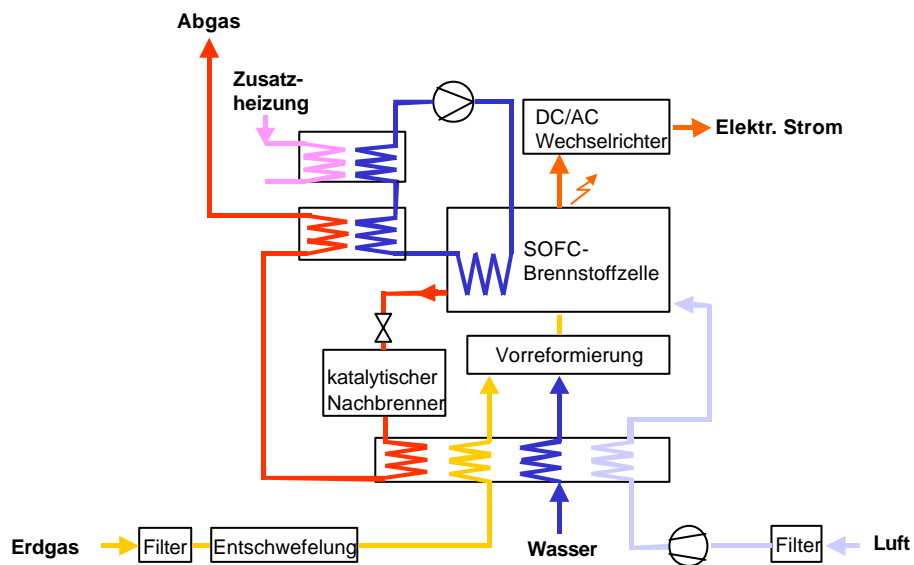 Abgas
Zusatz-
heizung
DC/AC
Wechselrichter
Elektr. Strom
SOFC-
Brennstoffzelle
Vorreformierung
katalytischer
Nachbrenner
Erdgas
Filter
Entschwefelung
Wasser
Filter
Luft